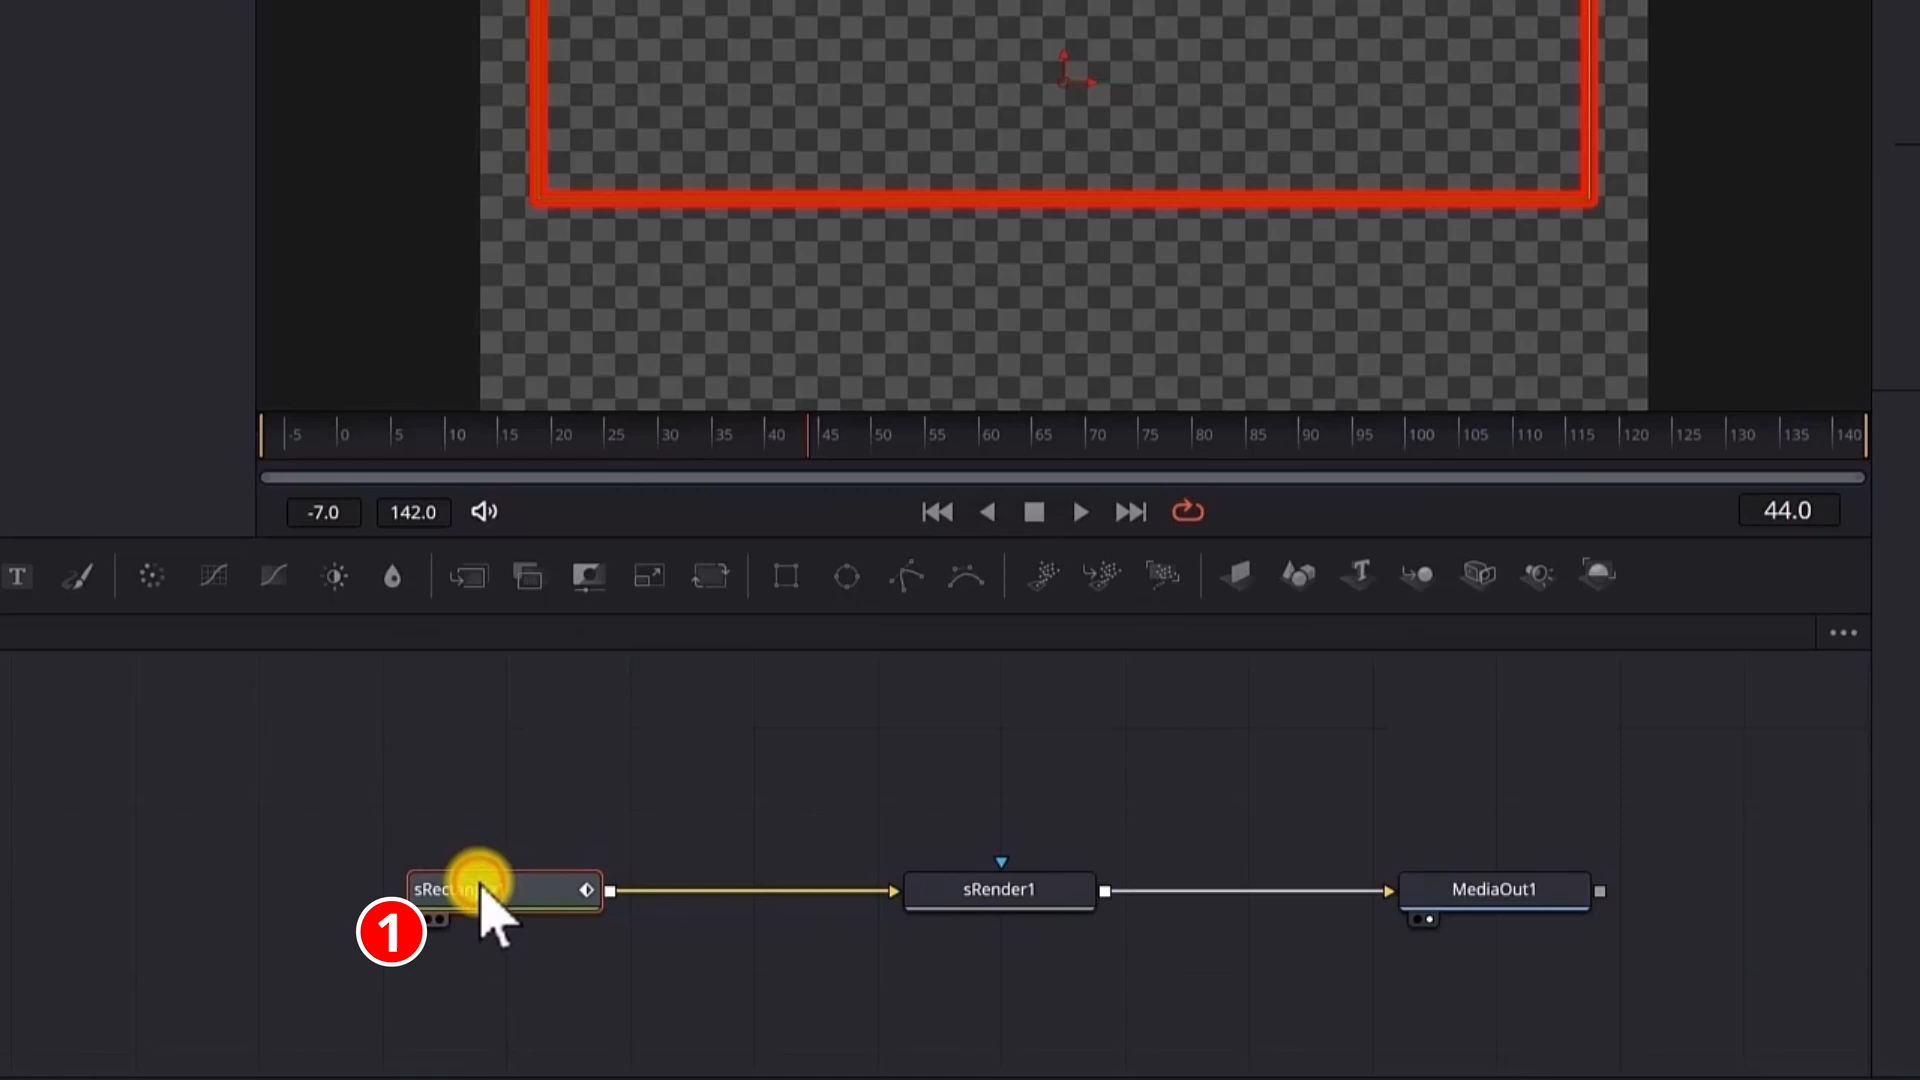 -5 0 5 10 15 20 25 30 35 40 45 50 55 60 65 70 75 80 85 90 95 100 105 110 115 120 125 130 135 140
-7.0 142.0 44.0
T T
sRender1 MediaOut1
1